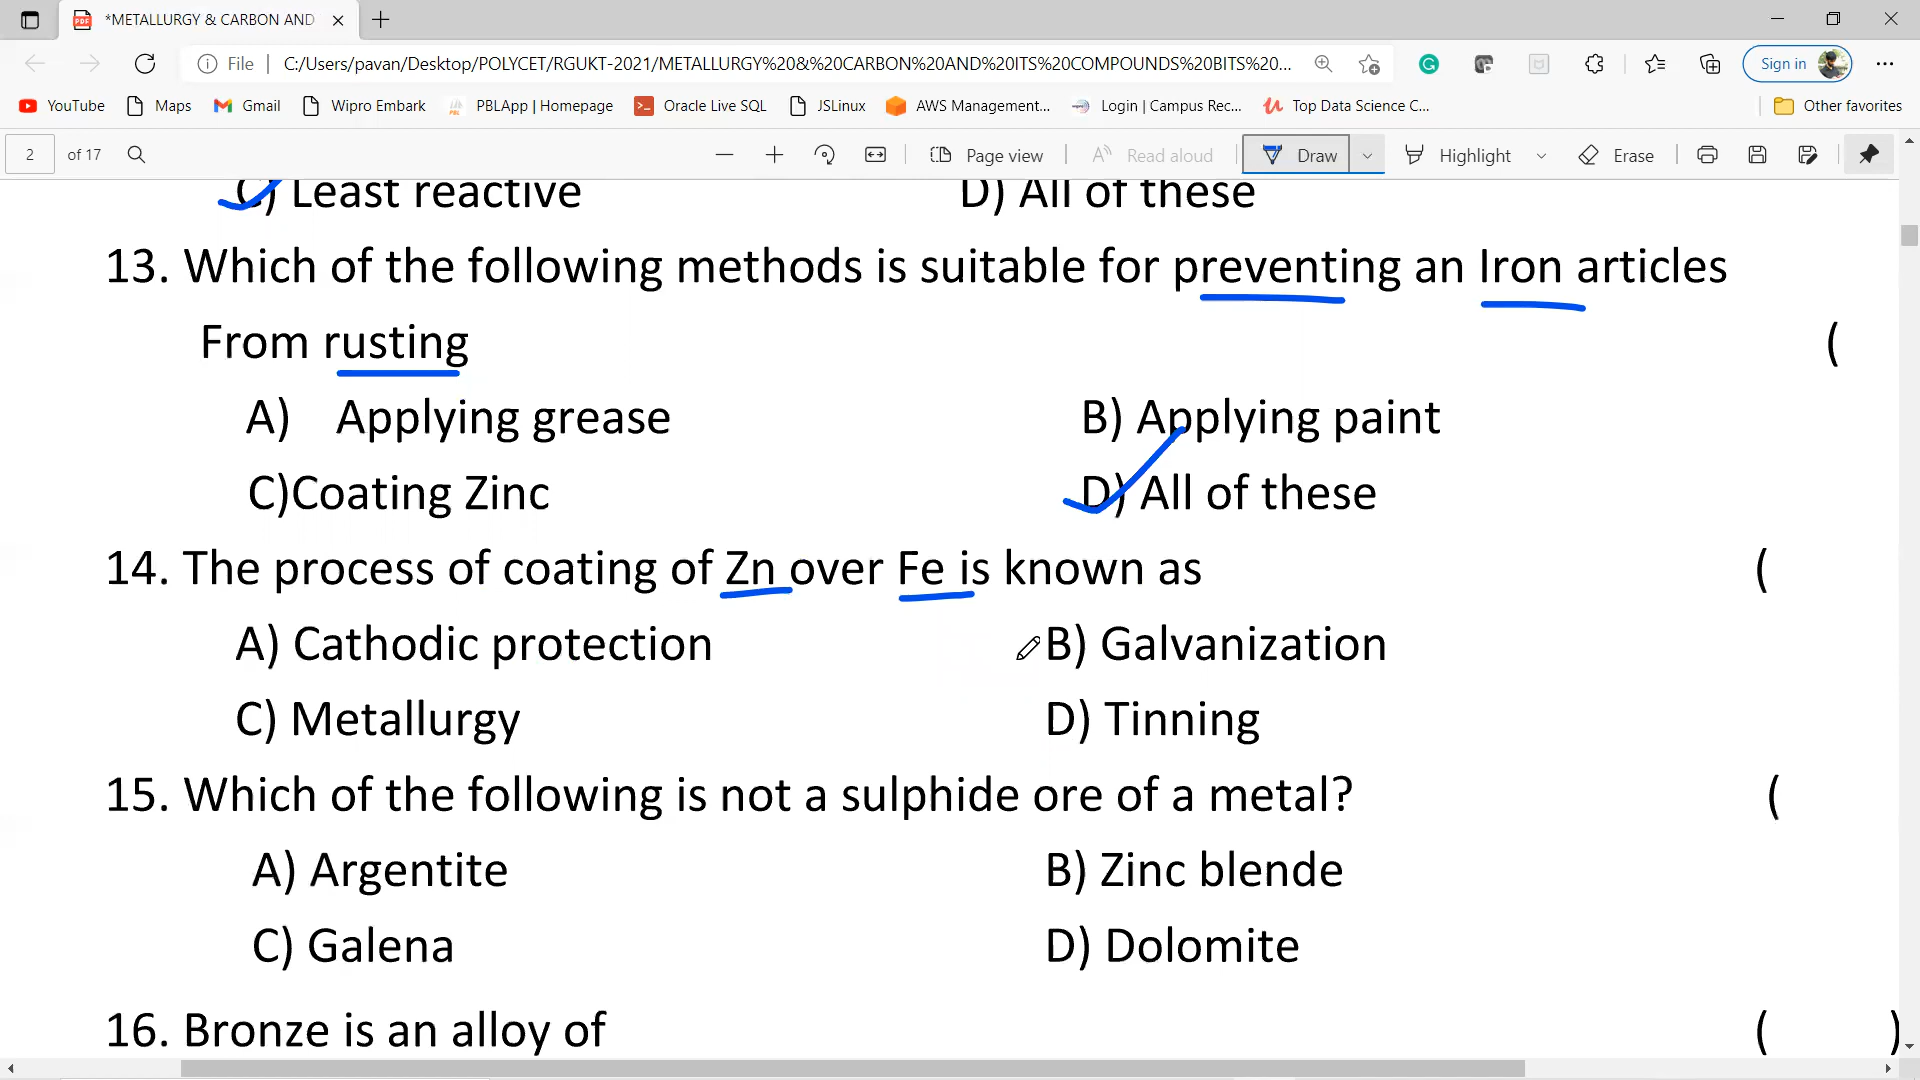 *METALLURGY & CARBON AND
File
C:/Users/pavan/Desktop/POLYCET/RGUKT-2021/METALLURGY%20&%20CARBON%20AND%20ITS%20COMPOUNDS%20BITS%20...
Sign in
YouTube
Maps
Gmail
Wipro Embark
PBLApp | Homepage
Oracle Live SQL
JSLinux
AWS Management...
Login | Campus Rec...
Top Data Science C...
Other favorites
2 of 17
Page view
Read aloud
Draw
Highlight
Erase
C) Least reactive D) All of these
13. Which of the following methods is suitable for preventing an Iron articles
From rusting (
A) Applying grease B) Applying paint
C)Coating Zinc D) All of these
14. The process of coating of Zn over Fe is known as (
A) Cathodic protection B) Galvanization
C) Metallurgy D) Tinning
15. Which of the following is not a sulphide ore of a metal? (
A) Argentite B) Zinc blende
C) Galena D) Dolomite
16. Bronze is an alloy of ( )